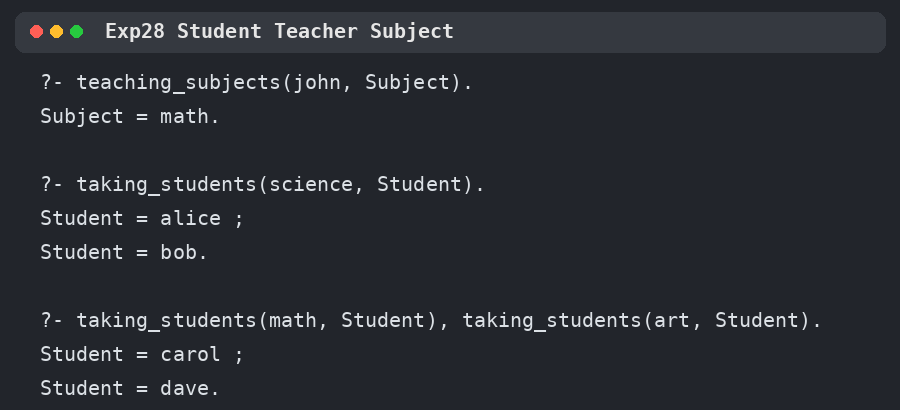 Exp28 Student Teacher Subject
?- teaching_subjects(john, Subject).
Subject = math.
?- taking_students(science, Student).
Student = alice ;
Student = bob.
?- taking_students(math, Student), taking_students(art, Student).
Student = carol ;
Student = dave.